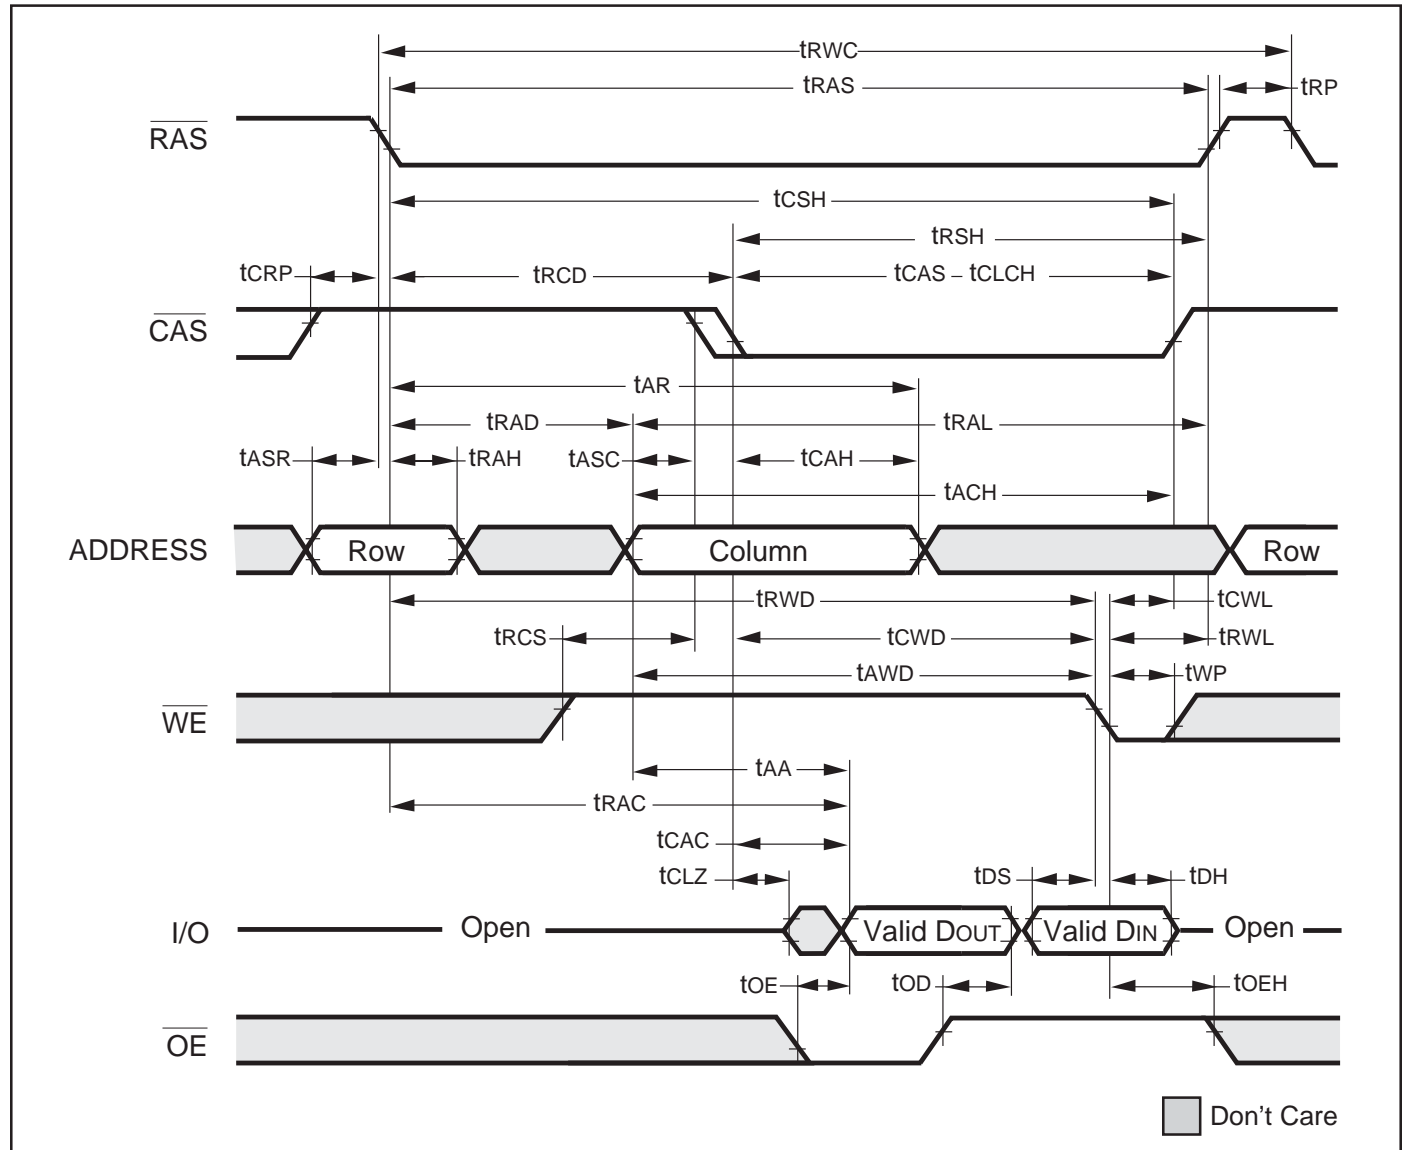 tRWC
tRAS
tRP
RAS
tCSH
tRSH
tCRP
tRCD
tCAS – tCLCH
CAS
tAR
tRAD
tRAL
tASR
tRAH
tASC
tCAH
tACH
ADDRESS
Row
Column
Row
tRWD
tCWL
tRCS
tCWD
tRWL
tAWD
tWP
WE
tAA
tRAC
tCAC
tCLZ
tDS
tDH
I/O
Open
Valid DOUT
Valid DIN
Open
tOE
tOD
tOEH
OE
Don't Care